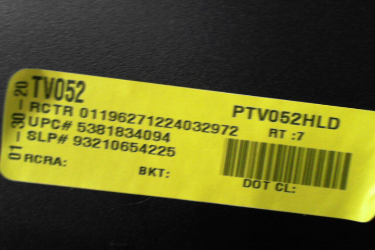 01-30-20
TV052
PTV052HLD
RCTR 01196271224032972
RT :7
UPC# 5381834094
SLP# 93210654225
RCRA:
BKT:
DOT CL: